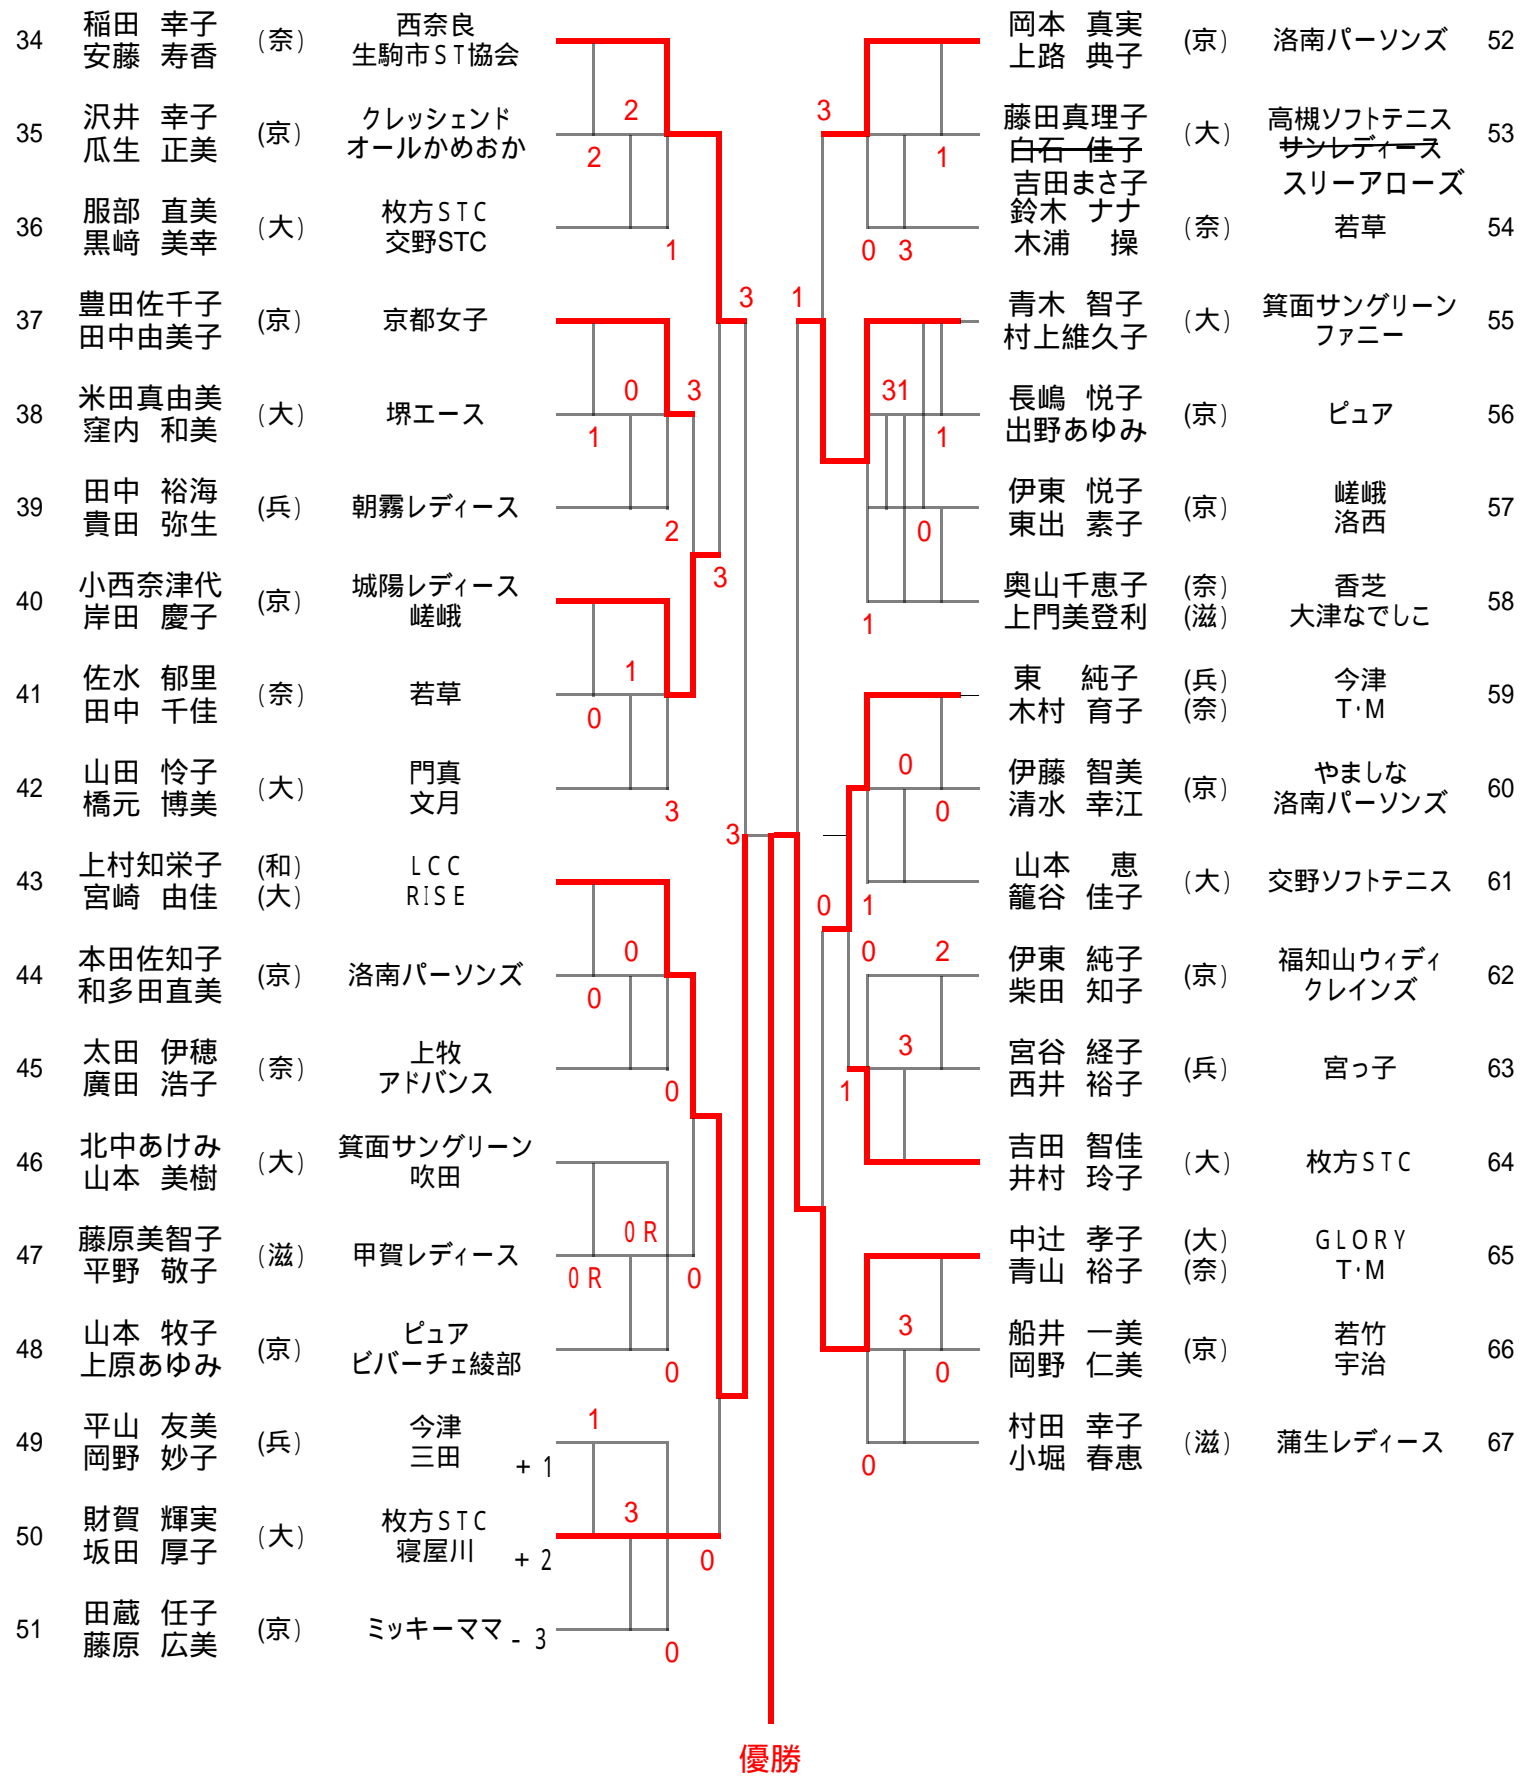 34 稲田 幸子 (奈) 西奈良
安藤 寿香 生駒市ST協会
35 沢井 幸子 (京) クレッシェンド
瓜生 正美 オールかめおか
36 服部 直美 (大) 枚方STC
黒﨑 美幸 交野STC
37 豊田佐千子 (京) 京都女子
田中由美子
38 米田真由美 (大) 堺エース
窪内 和美
39 田中 裕海 (兵) 朝霧レディース
貴田 弥生
40 小西奈津代 (京) 城陽レディース
岸田 慶子 嵯峨
41 佐水 郁里 (奈) 若草
田中 千佳
42 山田 怜子 (大) 門真
橋元 博美 文月
43 上村知栄子 (和) LCC
宮崎 由佳 (大) RISE
44 本田佐知子 (京) 洛南パーソンズ
和多田直美
45 太田 伊穂 (奈) 上牧
廣田 浩子 アドバンス
46 北中あけみ (大) 箕面サングリーン
山本 美樹 吹田
47 藤原美智子 (滋) 甲賀レディース
平野 敬子
48 山本 牧子 (京) ピュア
上原あゆみ ビバーチェ綾部
49 平山 友美 (兵) 今津
岡野 妙子 三田 +1
50 財賀 輝実 (大) 枚方STC
坂田 厚子 寝屋川 +2
51 田蔵 任子 (京) ミッキーママ -3
藤原 広美
2
2
1
3
0
3
1
2
3
1
0
3
3
0
0
0
0R
0R
0
0
1
3
0
0
岡本 真実 (京) 洛南パーソンズ 52
上路 典子
藤田真理子 (大) 高槻ソフトテニス 53
白石 佳子 サンレディース
吉田まさ子 スリーアローズ
鈴木 ナナ (奈) 若草 54
木浦 操
青木 智子 (大) 箕面サングリーン 55
村上維久子 ファニー
長嶋 悦子 (京) ピュア 56
出野あゆみ
伊東 悦子 (京) 嵯峨 57
東出 素子 洛西
奥山千恵子 (奈) 香芝 58
上門美登利 (滋) 大津なでしこ
東 純子 (兵) 今津 59
木村 育子 (奈) T・M
伊藤 智美 (京) やましな 60
清水 幸江 洛南パーソンズ
山本 恵 (大) 交野ソフトテニス 61
籠谷 佳子
伊東 純子 (京) 福知山ウィディ 62
柴田 知子 クレインズ
宮谷 経子 (兵) 宮っ子 63
西井 裕子
吉田 智佳 (大) 枚方STC 64
井村 玲子
中辻 孝子 (大) GLORY 65
青山 裕子 (奈) T・M
船井 一美 (京) 若竹 66
岡野 仁美 宇治
村田 幸子 (滋) 蒲生レディース 67
小堀 春恵
3
1
0 3
1
31
1
0
1
0
0
0 1
0 2
3
1
3
0
0
優勝